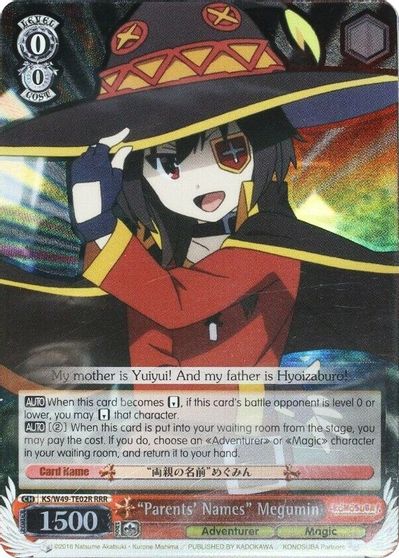 LEVEL
0
0
COST
My mother is Yuiyui! And my father is Hyoizaburo!
AUTO When this card becomes, if this card's battle opponent is level 0
or lower, you may that character.
AUTO [②] When this card is put into your waiting room from the stage, you
may pay the cost. If you do, choose an «Adventurer» or «Magic» character
in your waiting room, and return it to your hand.
Card Name “両親の名前”めぐみん
CH KS/W49-TE02R RRR
“Parents' Names” Megumin
KONOSUBA
1500
Adventurer Magic
©2016 Natsume Akatsuki・Kurone Mishima / PUBLISHED BY KADOKAWA / KONOSUBA Partners